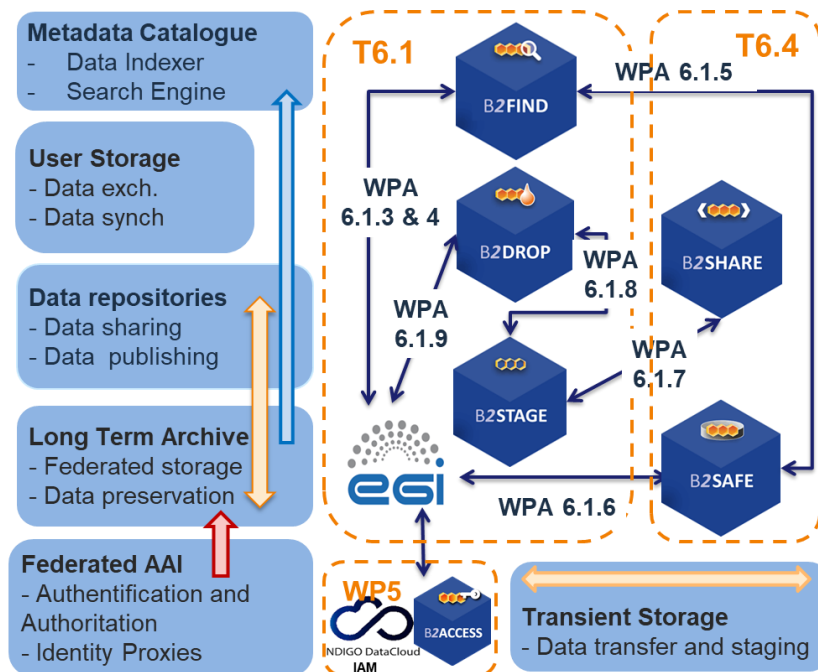 Metadata Catalogue
- Data Indexer
- Search Engine
User Storage
- Data exch.
- Data synch
Data repositories
- Data sharing
- Data publishing
Long Term Archive
- Federated storage
- Data preservation
Federated AAI
- Authentification and
Authoritation
- Identity Proxies
T6.1
T6.4
B2FIND
WPA 6.1.5
WPA
6.1.3 & 4
B2DROP
WPA
6.1.8
B2SHARE
WPA
6.1.9
WPA
6.1.7
B2STAGE
egi
B2SAFE
WPA 6.1.6
WP5
NDIGO DataCloud
IAM
B2ACCESS
Transient Storage
- Data transfer and staging